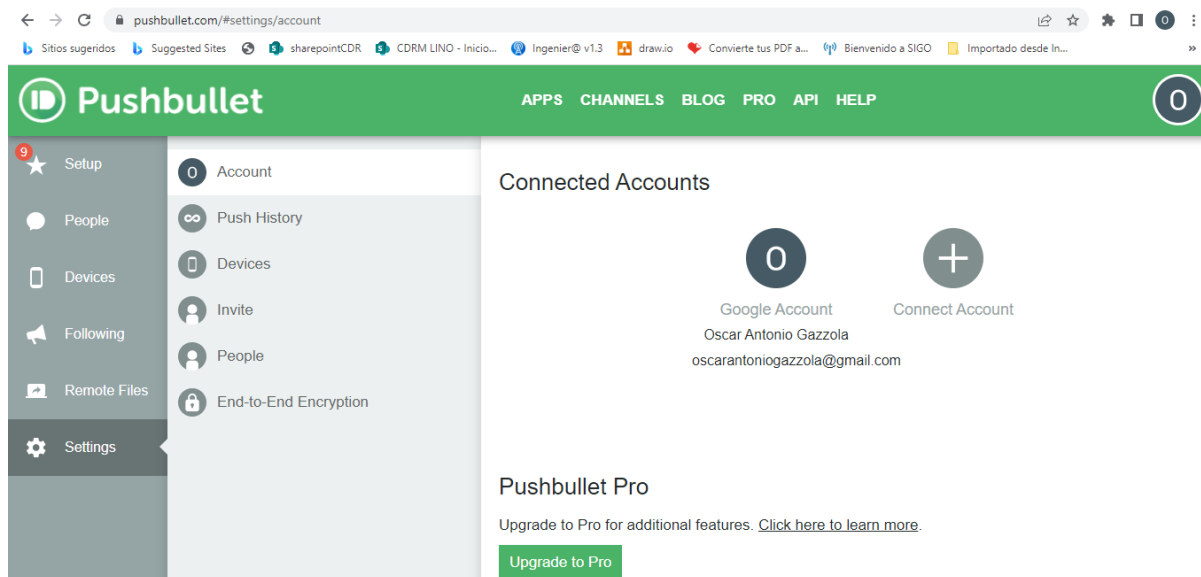 pushbullet.com/#settings/account
Sitios sugeridos Suggested Sites sharepointCDR CDRM LINO - Inicio... Ingenier@ v1.3 draw.io Convierte tus PDF a... Bienvenido a SIGO Importado desde In... »
Pushbullet APPS CHANNELS BLOG PRO API HELP O
9
Setup
People
Devices
Following
Remote Files
Settings
O Account
Push History
Devices
Invite
People
End-to-End Encryption
Connected Accounts
O
Google Account
Oscar Antonio Gazzola
oscarantoniogazzola@gmail.com
Connect Account
Pushbullet Pro
Upgrade to Pro for additional features. Click here to learn more.
Upgrade to Pro